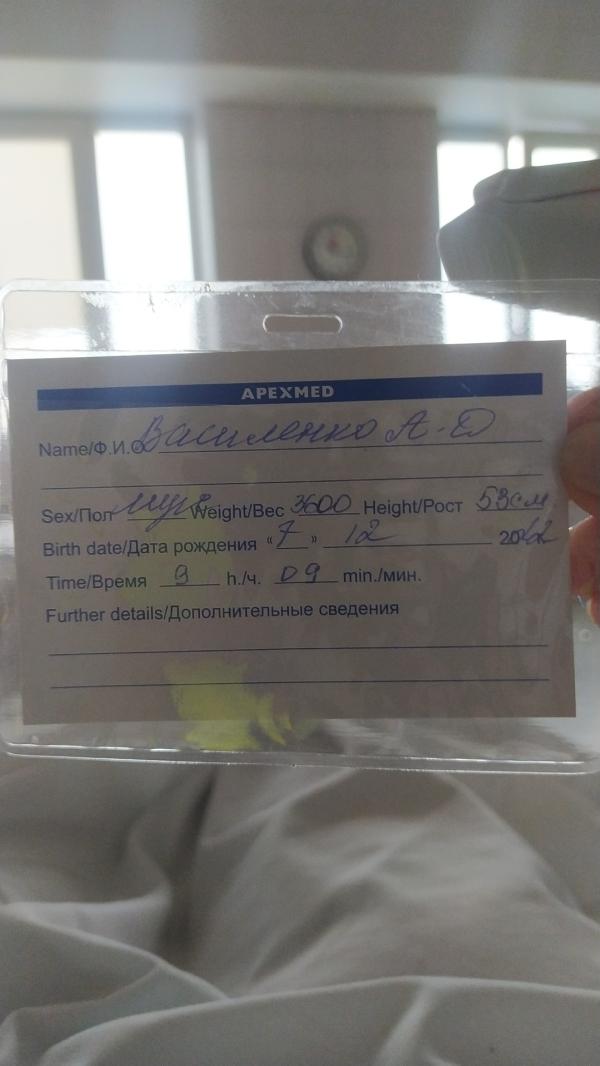 APEXMED
Name/Ф.И.О Василенко А-Д
Sex/Пол муж Weight/Вес 3600 Height/Рост 53см
Birth date/Дата рождения «7» 12 2022
Time/Время 9 h./ч. 09 min./мин.
Further details/Дополнительные сведения